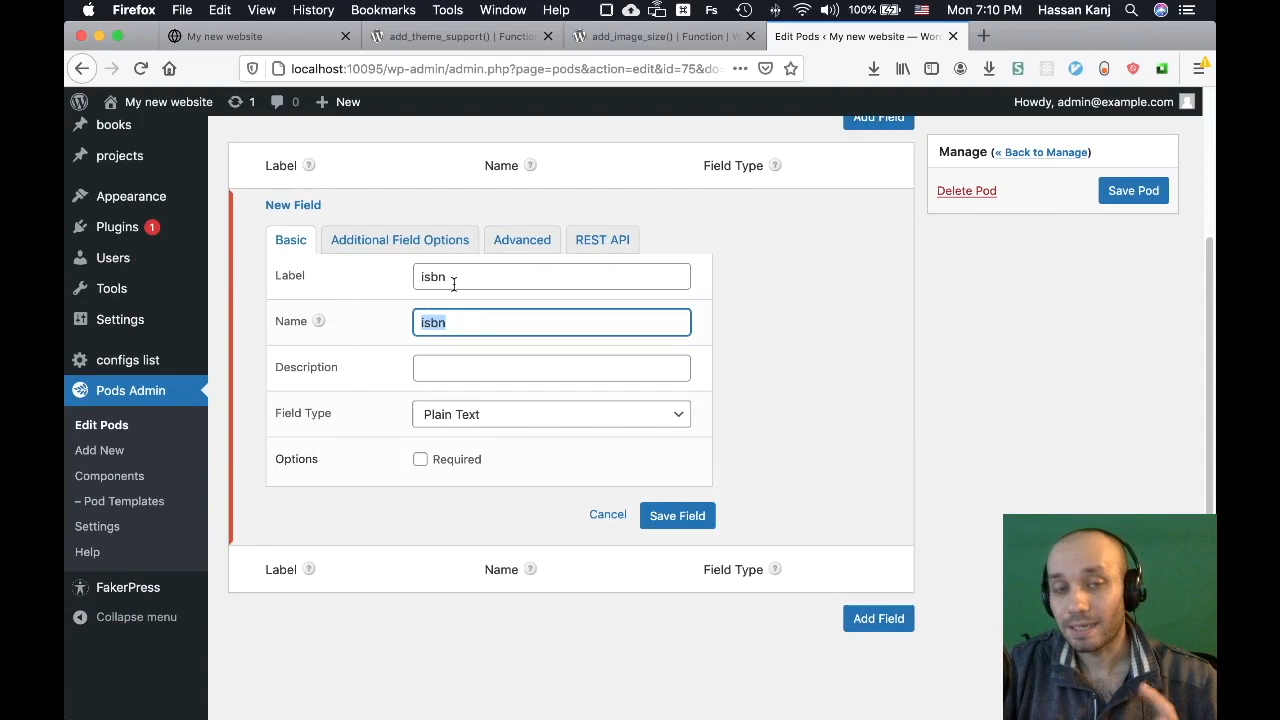 Firefox File Edit View History Bookmarks Tools Window Help Fs 100% Mon 7:10 PM Hassan Kanj
My new website add_theme_support() | Function add_image_size() | Function | W Edit Pods ‹ My new website — Wor
localhost:10095/wp-admin/admin.php?page=pods&action=edit&id=75&do=
My new website 1 0 New Howdy, admin@example.com
books
projects
Appearance
Plugins 1
Users
Tools
Settings
configs list
Pods Admin
Edit Pods
Add New
Components
– Pod Templates
Settings
Help
FakerPress
Collapse menu
Add Field
Label ? Name ? Field Type ?
New Field
Basic Additional Field Options Advanced REST API
Label isbn
Name ? isbn
Description
Field Type Plain Text
Options Required
Cancel Save Field
Label ? Name ? Field Type ?
Add Field
Manage (« Back to Manage)
Delete Pod Save Pod